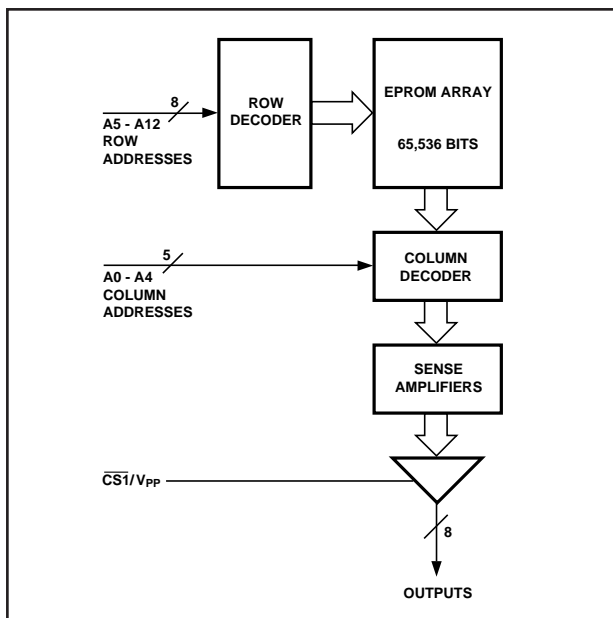 8
A5 - A12
ROW
ADDRESSES
ROW
DECODER
EPROM ARRAY
65,536 BITS
5
A0 - A4
COLUMN
ADDRESSES
COLUMN
DECODER
SENSE
AMPLIFIERS
C̅S̅1̅/VPP
8
OUTPUTS